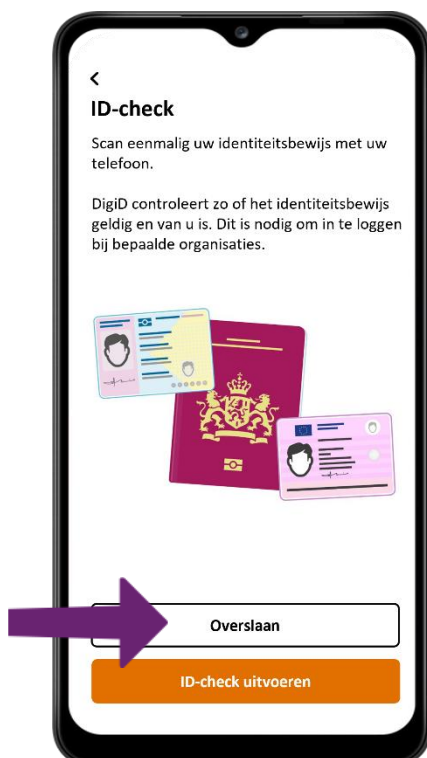 ID-check
Scan eenmalig uw identiteitsbewijs met uw
telefoon.
DigiD controleert zo of het identiteitsbewijs
geldig en van u is. Dit is nodig om in te loggen
bij bepaalde organisaties.
Overslaan
ID-check uitvoeren